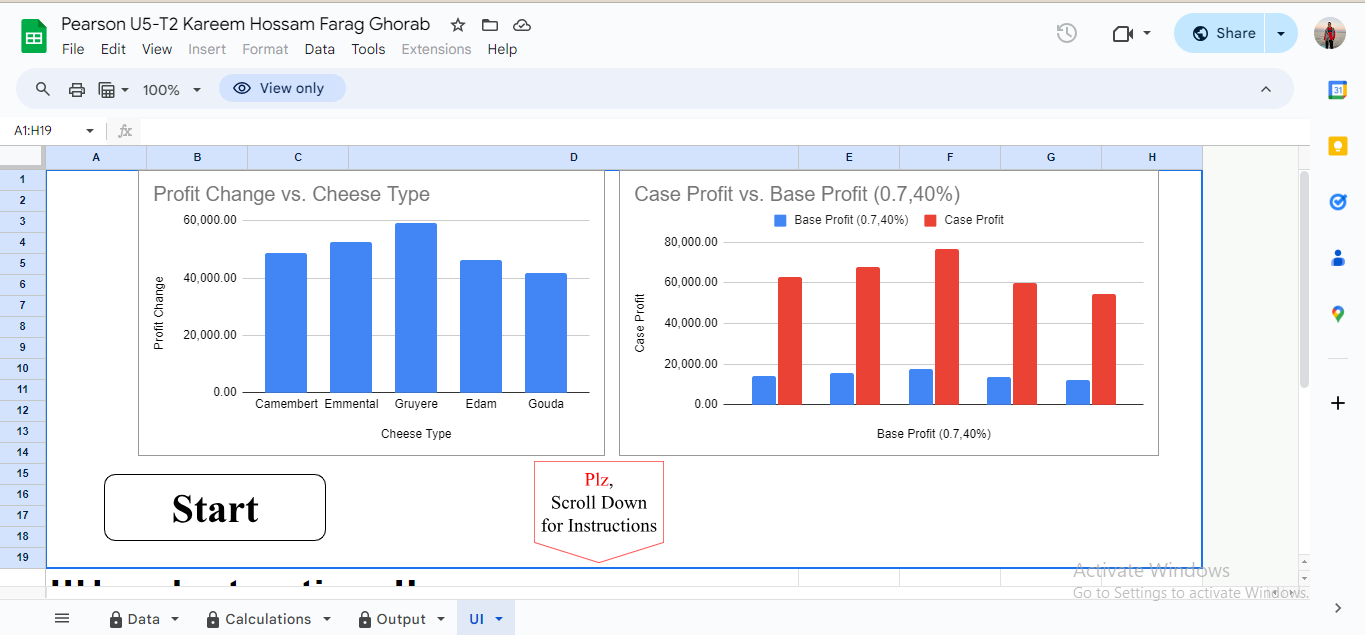 Pearson U5-T2 Kareem Hossam Farag Ghorab
File Edit View Insert Format Data Tools Extensions Help
Share
100%
View only
31
A1:H19
fx
A B C D E F G H
1
2
3
4
5
6
7
8
9
10
11
12
13
14
15
16
17
18
19
Profit Change vs. Cheese Type
60,000.00
40,000.00
20,000.00
0.00
Profit Change
Camembert Emmental Gruyere Edam Gouda
Cheese Type
Case Profit vs. Base Profit (0.7,40%)
Base Profit (0.7,40%) Case Profit
80,000.00
60,000.00
40,000.00
20,000.00
0.00
Case Profit
Base Profit (0.7,40%)
Start
Plz,
Scroll Down
for Instructions
Activate Windows
Go to Settings to activate Windows.
Data Calculations Output UI